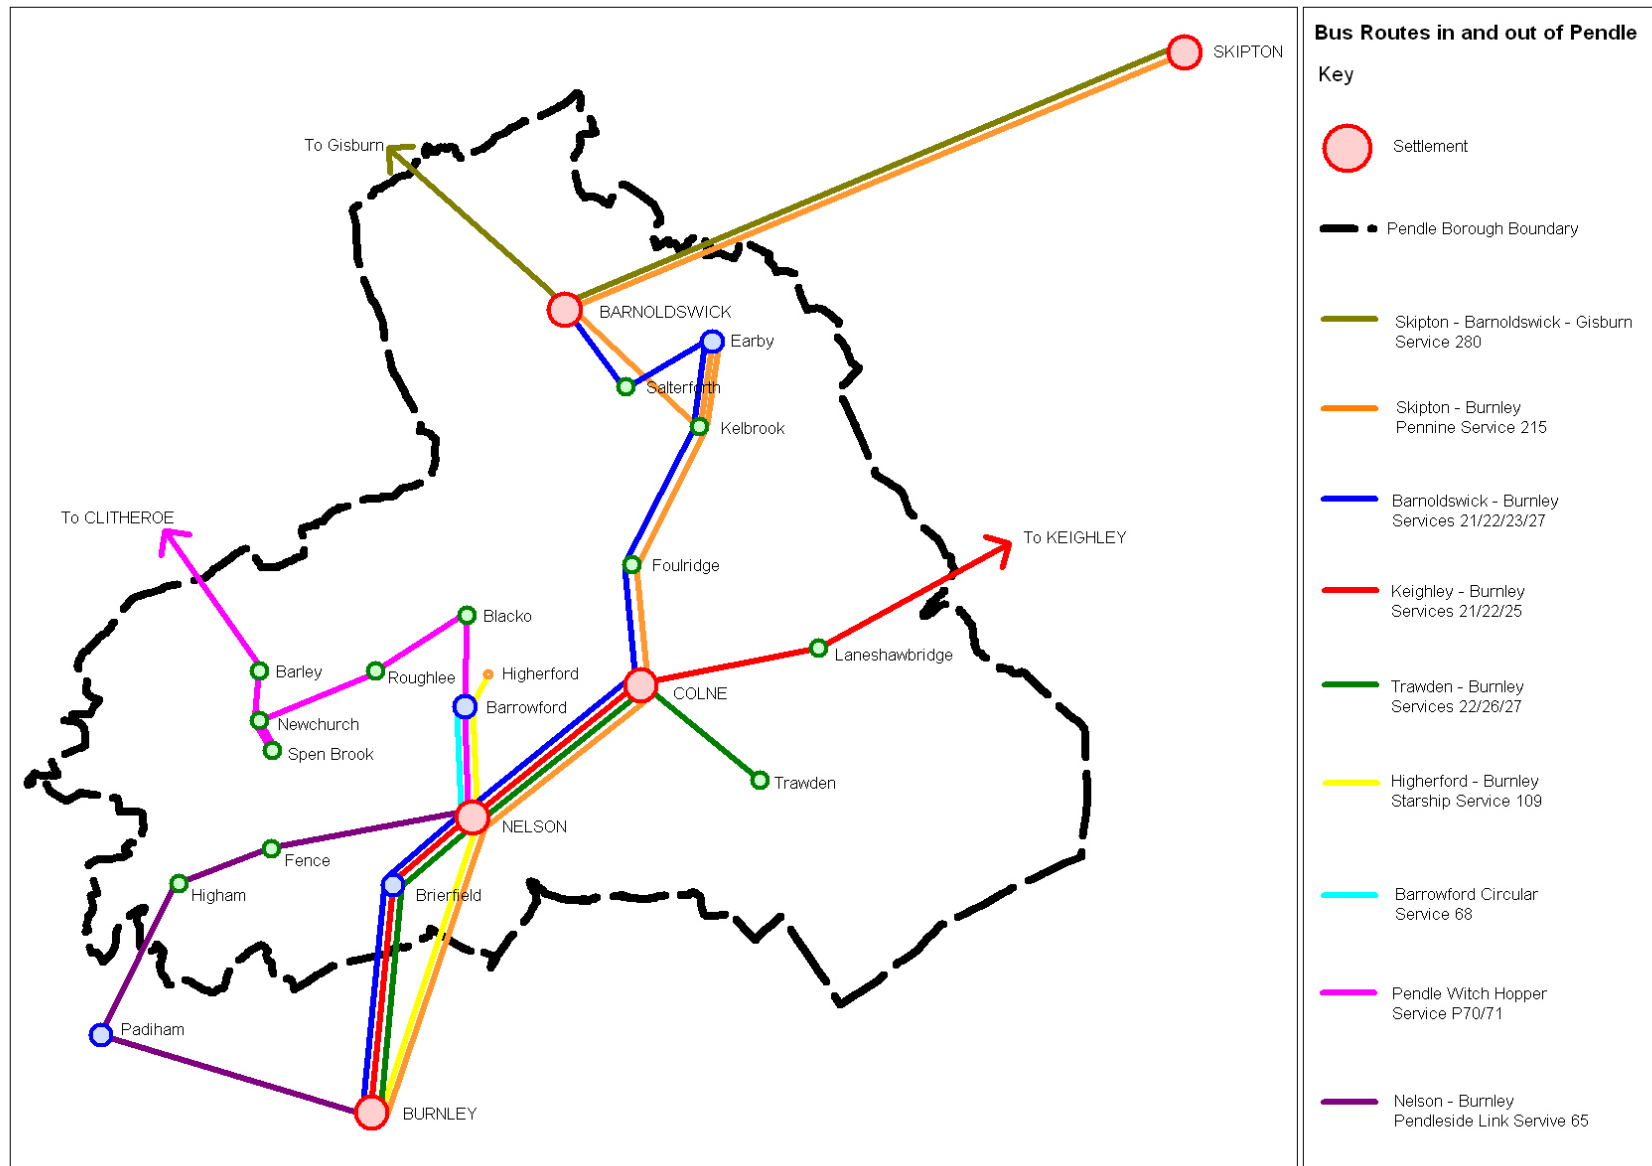 SKIPTON
To Gisburn
BARNOLDSWICK
Earby
Salterforth
Kelbrook
To CLITHEROE
To KEIGHLEY
Foulridge
Blacko
Laneshawbridge
Barley
Roughlee
Higherford
COLNE
Barrowford
Newchurch
Spen Brook
Trawden
NELSON
Fence
Higham
Brierfield
Padiham
BURNLEY
Bus Routes in and out of Pendle
Key
Settlement
Pendle Borough Boundary
Skipton - Barnoldswick - Gisburn
Service 280
Skipton - Burnley
Pennine Service 215
Barnoldswick - Burnley
Services 21/22/23/27
Keighley - Burnley
Services 21/22/25
Trawden - Burnley
Services 22/26/27
Higherford - Burnley
Starship Service 109
Barrowford Circular
Service 68
Pendle Witch Hopper
Service P70/71
Nelson - Burnley
Pendleside Link Servive 65